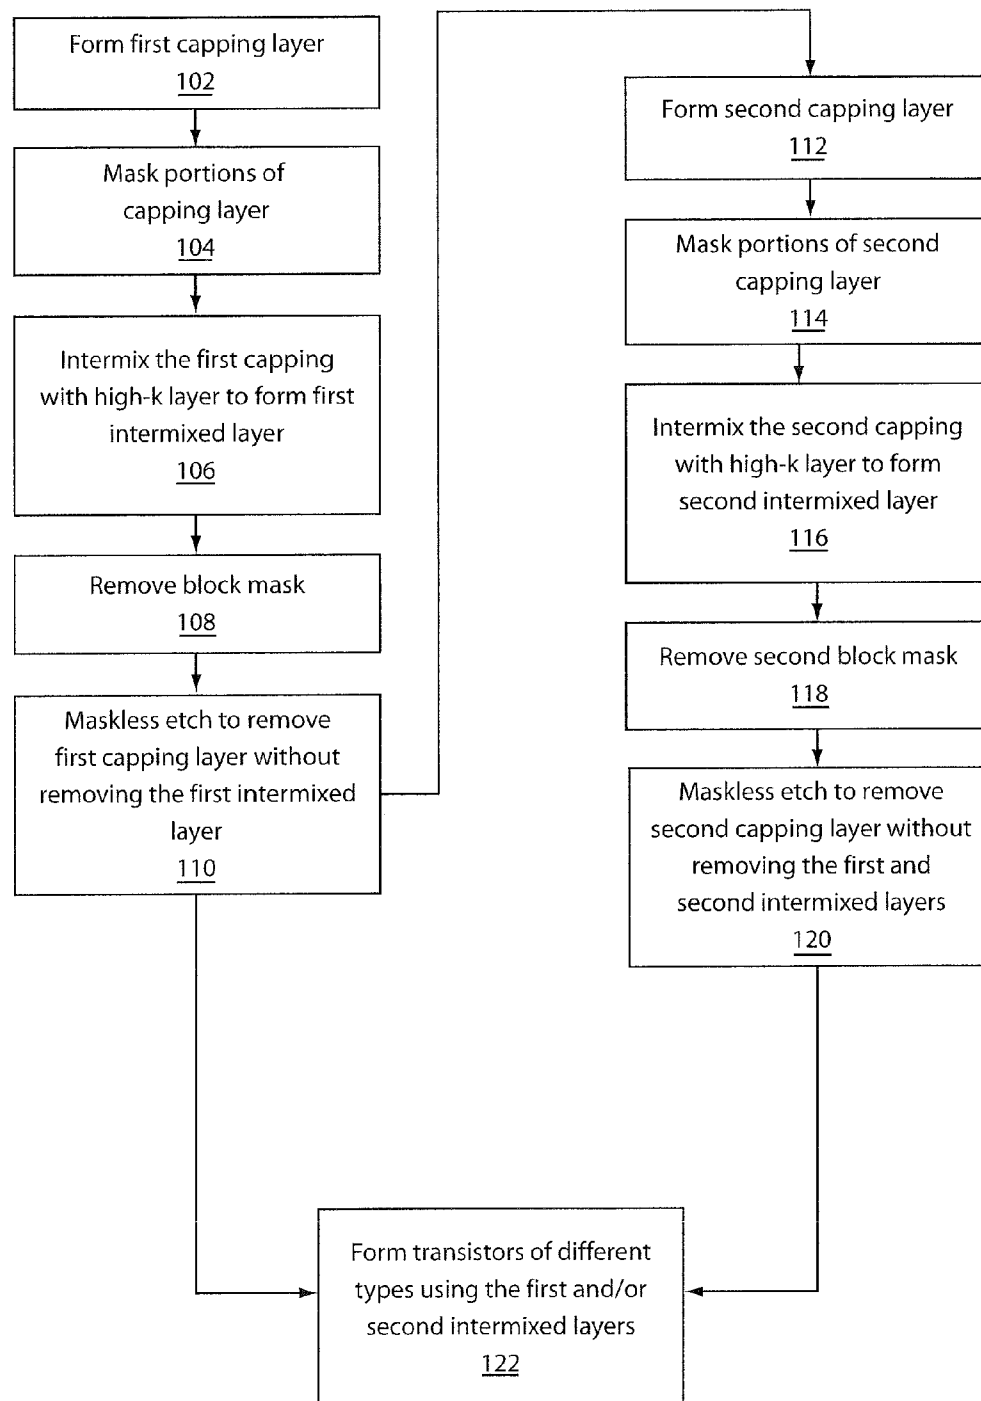 Form first capping layer
102
Mask portions of
capping layer
104
Intermix the first capping
with high-k layer to form first
intermixed layer
106
Remove block mask
108
Maskless etch to remove
first capping layer without
removing the first intermixed
layer
110
Form second capping layer
112
Mask portions of second
capping layer
114
Intermix the second capping
with high-k layer to form
second intermixed layer
116
Remove second block mask
118
Maskless etch to remove
second capping layer without
removing the first and
second intermixed layers
120
Form transistors of different
types using the first and/or
second intermixed layers
122